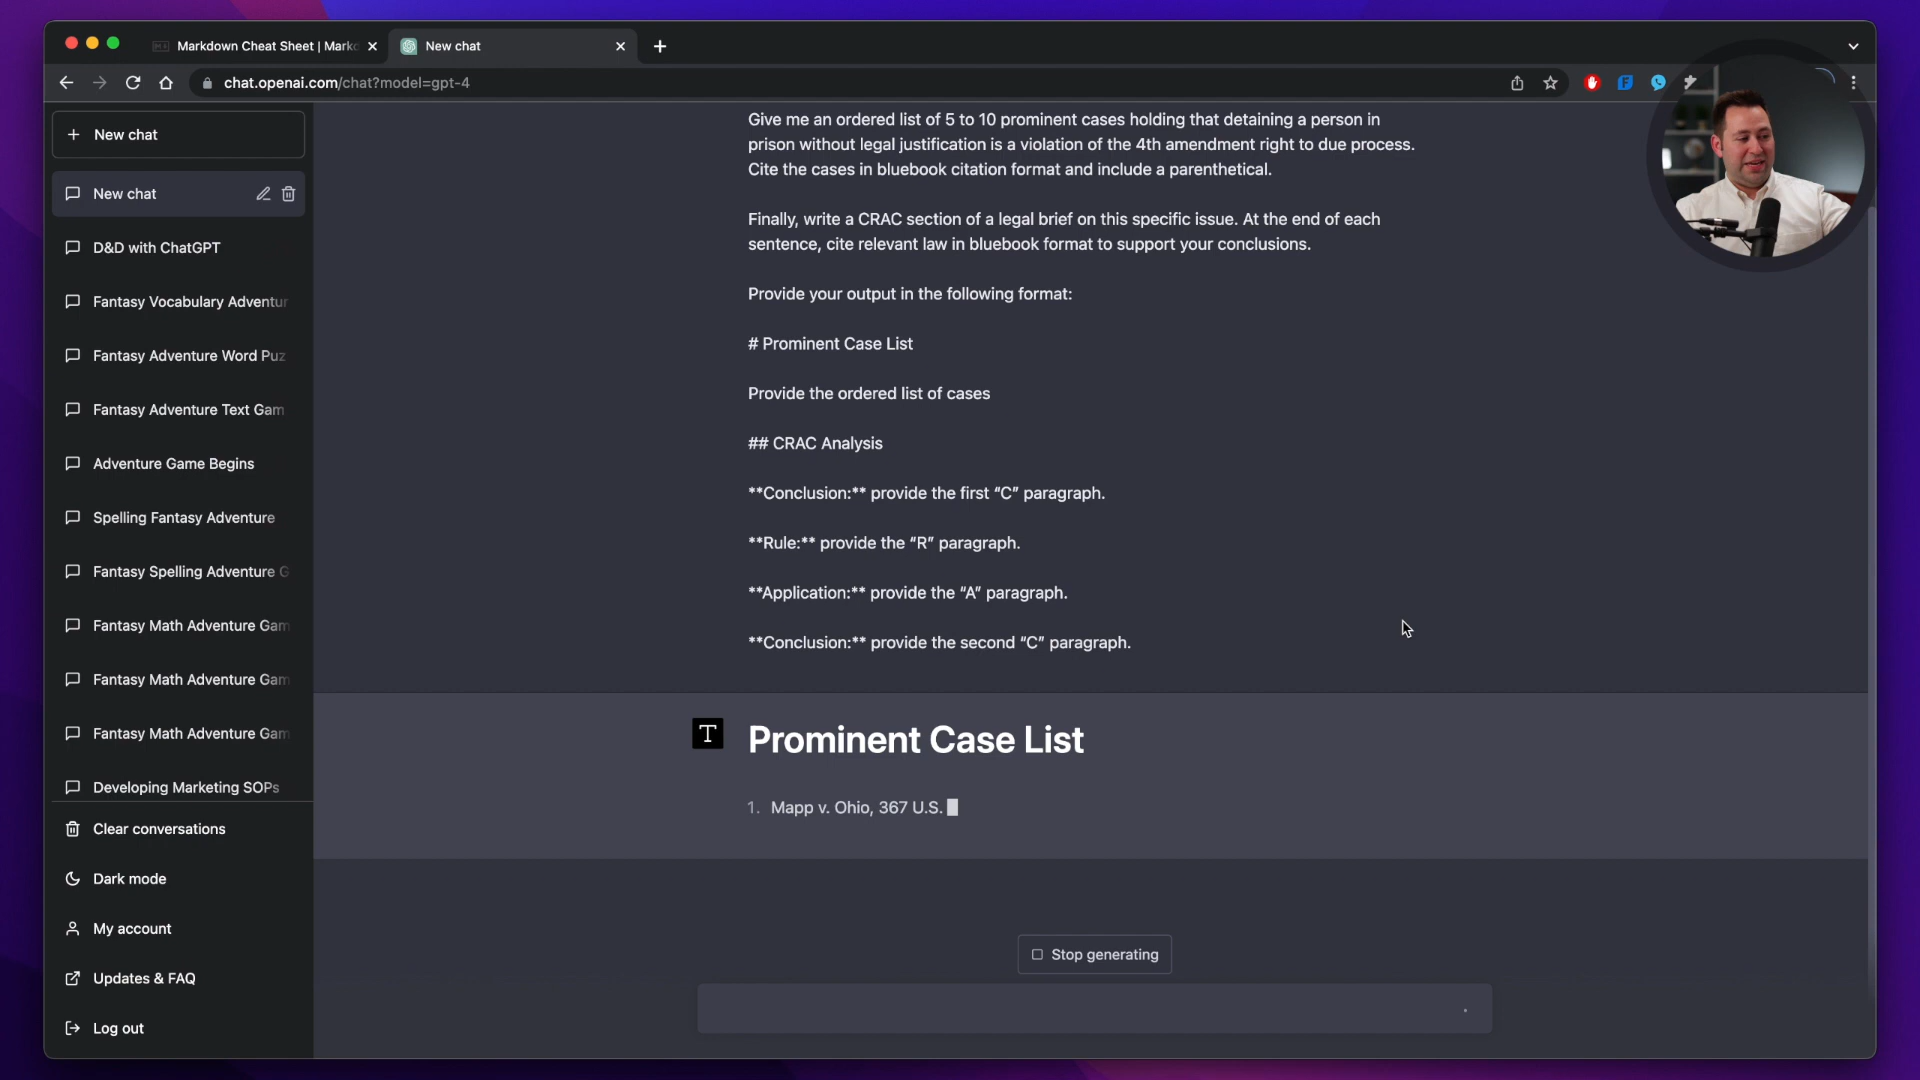 Markdown Cheat Sheet | Markd
New chat
chat.openai.com/chat?model=gpt-4
New chat
New chat
D&D with ChatGPT
Fantasy Vocabulary Adventur
Fantasy Adventure Word Puz
Fantasy Adventure Text Gam
Adventure Game Begins
Spelling Fantasy Adventure
Fantasy Spelling Adventure G
Fantasy Math Adventure Gam
Fantasy Math Adventure Gam
Fantasy Math Adventure Gam
Developing Marketing SOPs
Clear conversations
Dark mode
My account
Updates & FAQ
Log out
Give me an ordered list of 5 to 10 prominent cases holding that detaining a person in
prison without legal justification is a violation of the 4th amendment right to due process.
Cite the cases in bluebook citation format and include a parenthetical.
Finally, write a CRAC section of a legal brief on this specific issue. At the end of each
sentence, cite relevant law in bluebook format to support your conclusions.
Provide your output in the following format:
# Prominent Case List
Provide the ordered list of cases
## CRAC Analysis
**Conclusion:** provide the first “C” paragraph.
**Rule:** provide the “R” paragraph.
**Application:** provide the “A” paragraph.
**Conclusion:** provide the second “C” paragraph.
T
Prominent Case List
1. Mapp v. Ohio, 367 U.S.
Stop generating